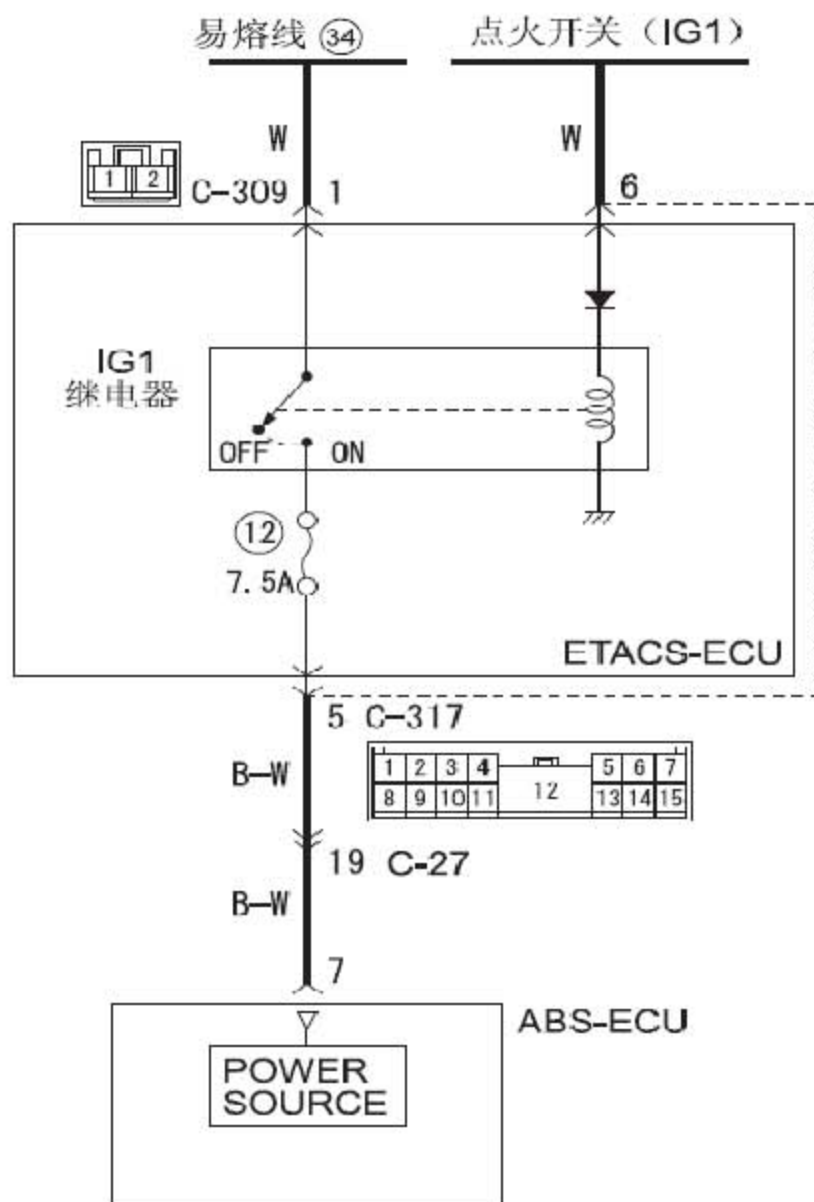 易熔线 34
点火开关（IG1）
W
W
1 2
C-309 1
6
IG1
继电器
OFF ON
12
7.5A
ETACS-ECU
5 C-317
B-W
1 2 3 4 5 6 7
8 9 10 11 12 13 14 15
19 C-27
B-W
7
ABS-ECU
POWER
SOURCE